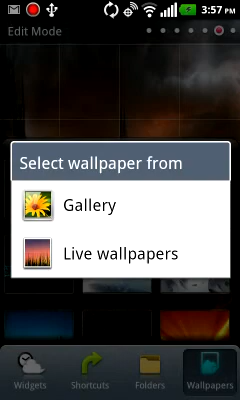 3:57 PM
Edit Mode
Select wallpaper from
Gallery
Live wallpapers
Widgets
Shortcuts
Folders
Wallpapers